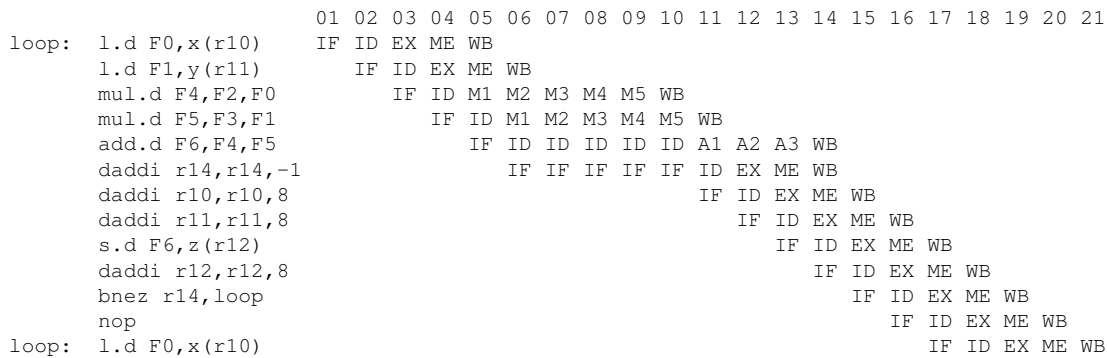 01 02 03 04 05 06 07 08 09 10 11 12 13 14 15 16 17 18 19 20 21
loop: l.d F0,x(r10) IF ID EX ME WB
l.d F1,y(r11) IF ID EX ME WB
mul.d F4,F2,F0 IF ID M1 M2 M3 M4 M5 WB
mul.d F5,F3,F1 IF ID M1 M2 M3 M4 M5 WB
add.d F6,F4,F5 IF ID ID ID ID ID A1 A2 A3 WB
daddi r14,r14,-1 IF IF IF IF IF ID EX ME WB
daddi r10,r10,8 IF ID EX ME WB
daddi r11,r11,8 IF ID EX ME WB
s.d F6,z(r12) IF ID EX ME WB
daddi r12,r12,8 IF ID EX ME WB
bnez r14,loop IF ID EX ME WB
nop IF ID EX ME WB
loop: l.d F0,x(r10) IF ID EX ME WB